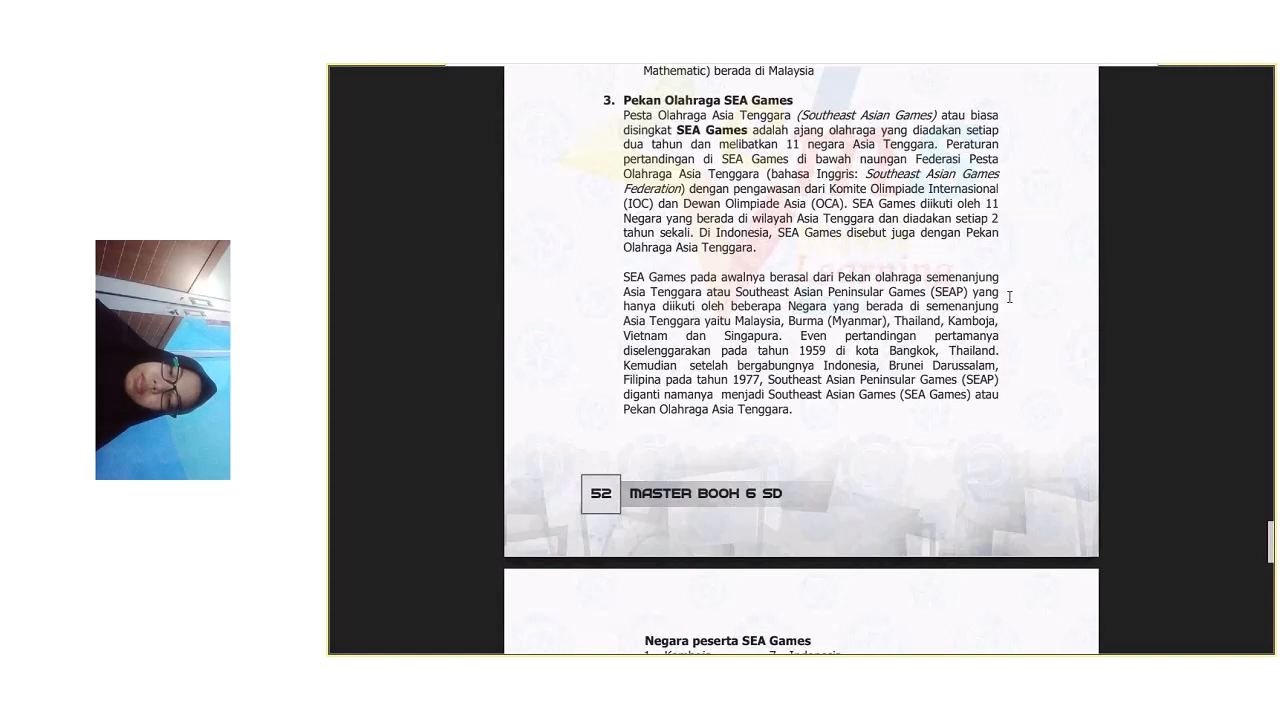 Mathematic) berada di Malaysia
3. Pekan Olahraga SEA Games
Pesta Olahraga Asia Tenggara (Southeast Asian Games) atau biasa
disingkat SEA Games adalah ajang olahraga yang diadakan setiap
dua tahun dan melibatkan 11 negara Asia Tenggara. Peraturan
pertandingan di SEA Games di bawah naungan Federasi Pesta
Olahraga Asia Tenggara (bahasa Inggris: Southeast Asian Games
Federation) dengan pengawasan dari Komite Olimpiade Internasional
(IOC) dan Dewan Olimpiade Asia (OCA). SEA Games diikuti oleh 11
Negara yang berada di wilayah Asia Tenggara dan diadakan setiap 2
tahun sekali. Di Indonesia, SEA Games disebut juga dengan Pekan
Olahraga Asia Tenggara.
Learning
SEA Games pada awalnya berasal dari Pekan olahraga semenanjung
Asia Tenggara atau Southeast Asian Peninsular Games (SEAP) yang
hanya diikuti oleh beberapa Negara yang berada di semenanjung
Asia Tenggara yaitu Malaysia, Burma (Myanmar), Thailand, Kamboja,
Vietnam dan Singapura. Even pertandingan pertamanya
diselenggarakan pada tahun 1959 di kota Bangkok, Thailand.
Kemudian setelah bergabungnya Indonesia, Brunei Darussalam,
Filipina pada tahun 1977, Southeast Asian Peninsular Games (SEAP)
diganti namanya menjadi Southeast Asian Games (SEA Games) atau
Pekan Olahraga Asia Tenggara.
52 MASTER BOOK 6 SD
Negara peserta SEA Games
1. Kamboja 7. Indonesia